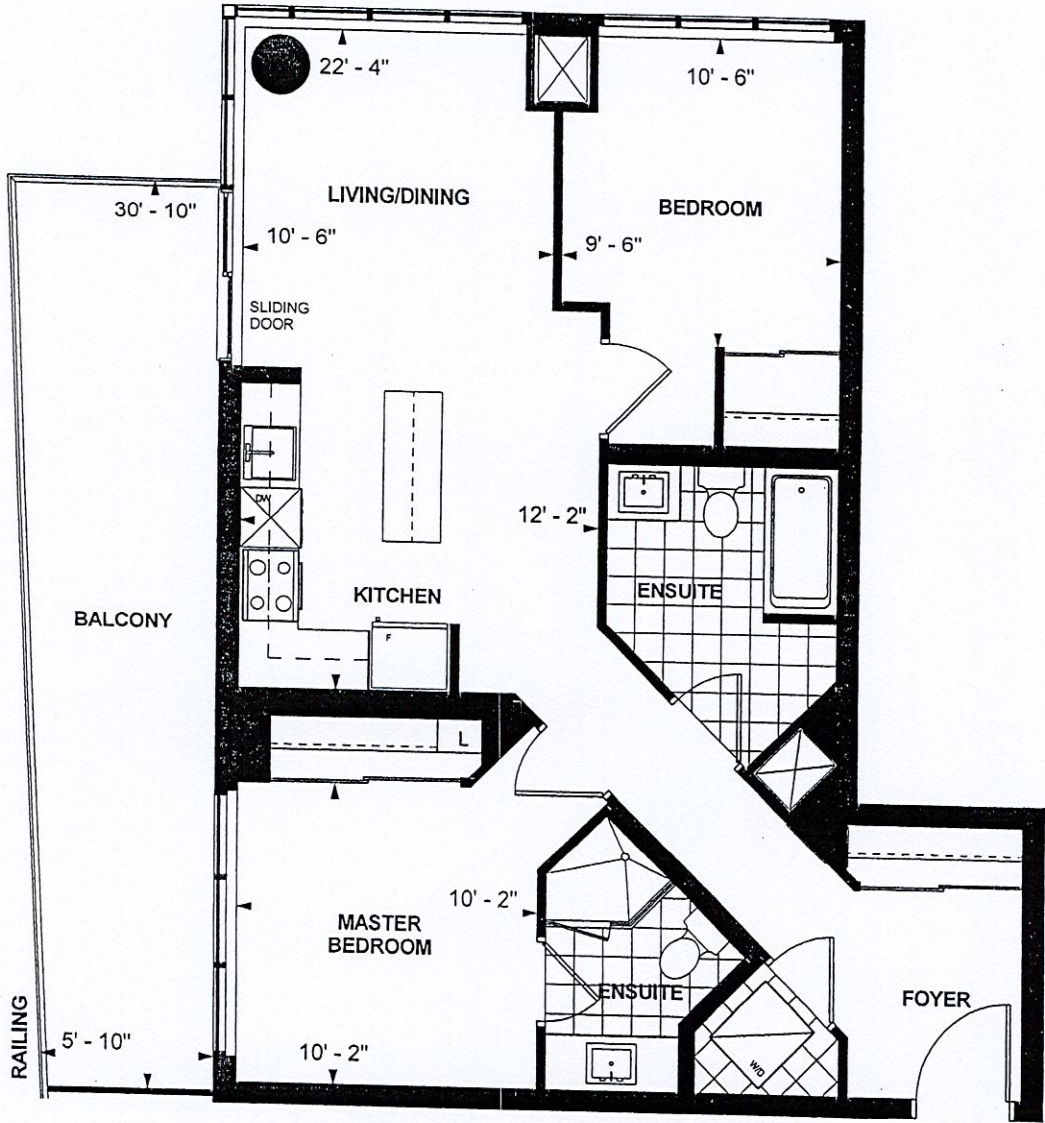 22' - 4"
10' - 6"
LIVING/DINING
30' - 10"
BEDROOM
10' - 6"
9' - 6"
SLIDING
DOOR
DW
12' - 2"
ENSUITE
KITCHEN
BALCONY
F
L
10' - 2"
MASTER
BEDROOM
ENSUITE
FOYER
RAILING
5' - 10"
10' - 2"
W/D